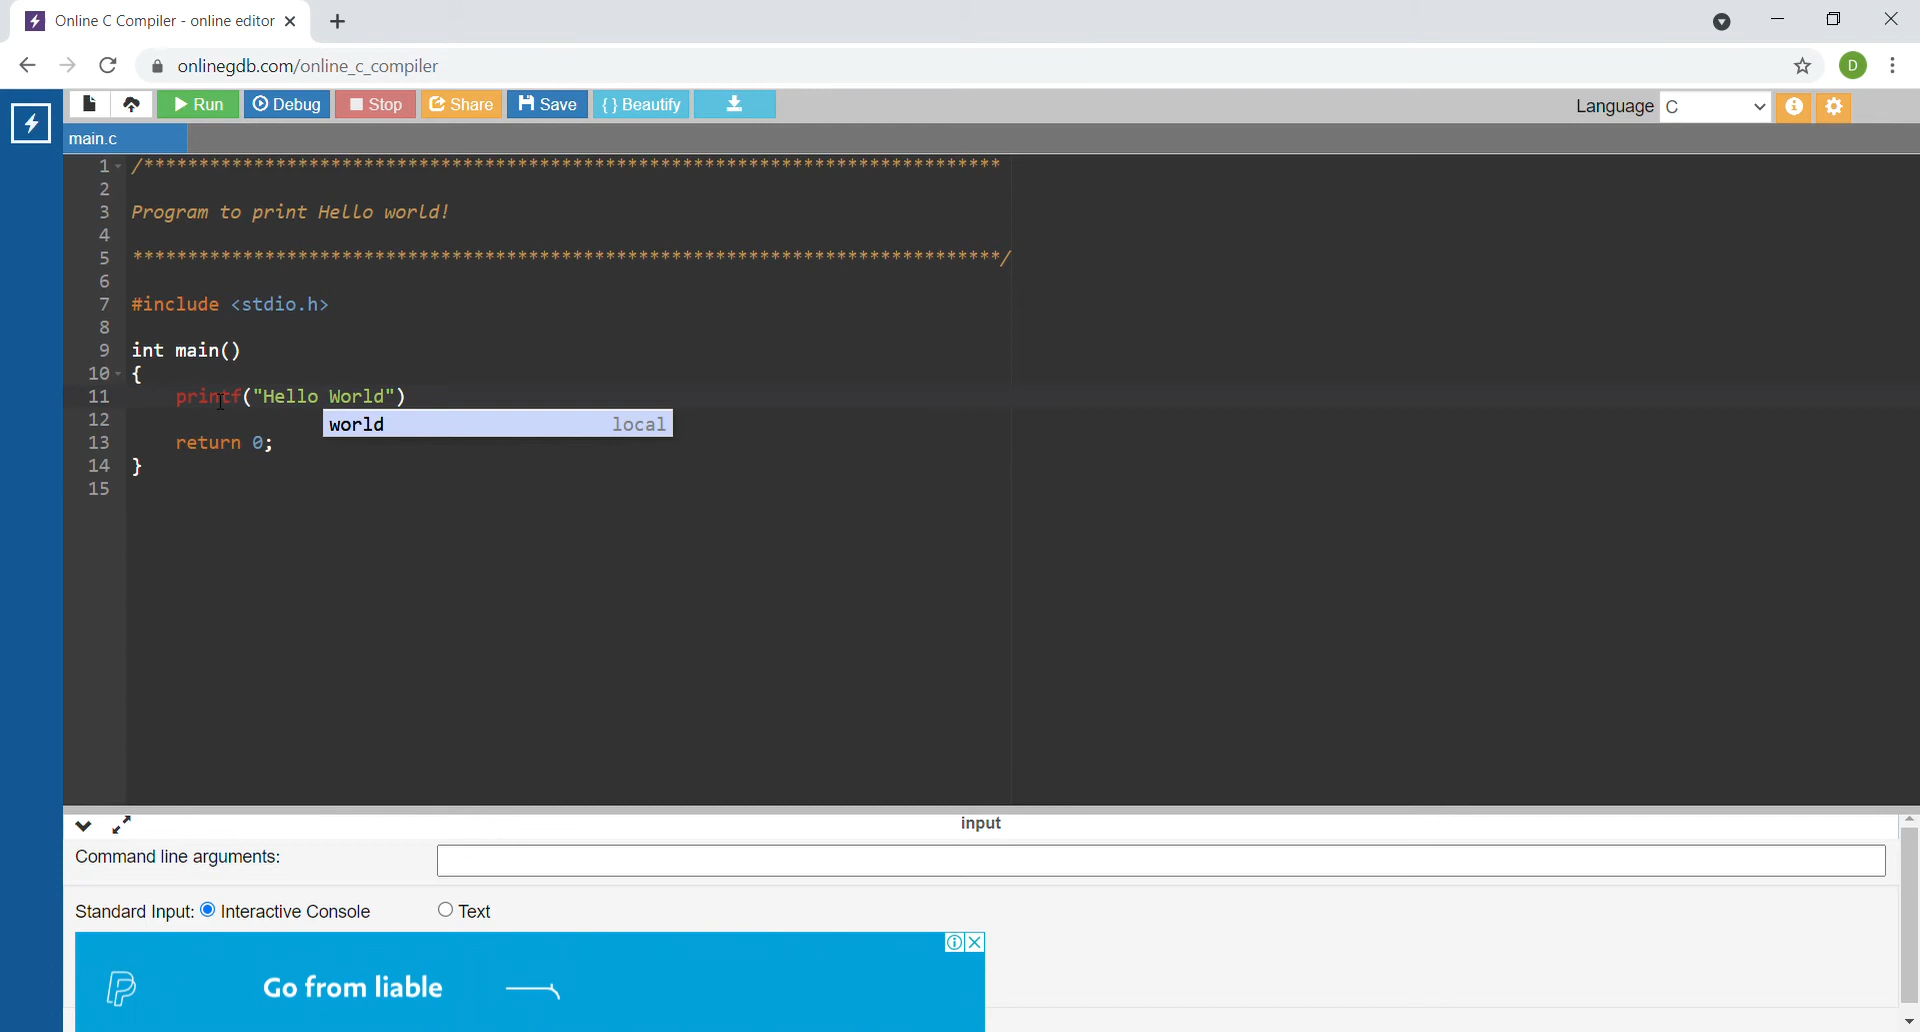 Online C Compiler - online editor
onlinegdb.com/online_c_compiler
D
Run Debug Stop Share Save { } Beautify Language C
main.c
1 /******************************************************************************
2
3 Program to print Hello world!
4
5 *******************************************************************************/
6
7 #include <stdio.h>
8
9 int main()
10 {
11 printf("Hello World")
world local
12
13 return 0;
14 }
15
input
Command line arguments:
Standard Input: Interactive Console Text
Go from liable